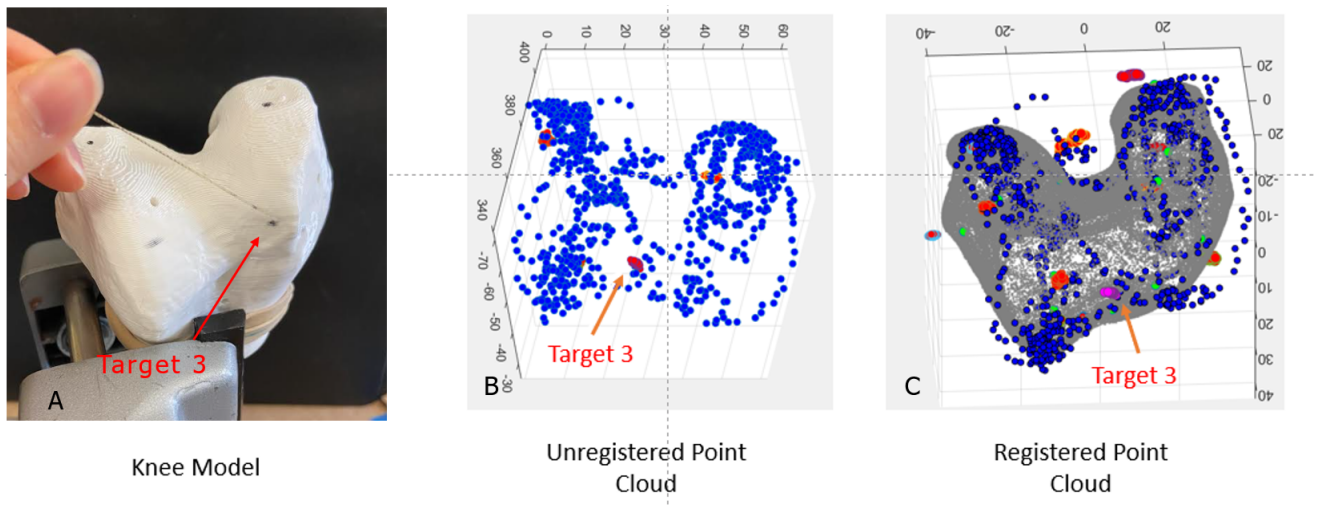 Target 3
A
0 10 20 30 40 50 60
400
380
360
340
-70
-60
-50
-40
-30
Target 3
B
-40 -20 0 20
20
0
20
-20
-10
0
10
20
30
40
Target 3
C
Knee Model
Unregistered Point
Cloud
Registered Point
Cloud